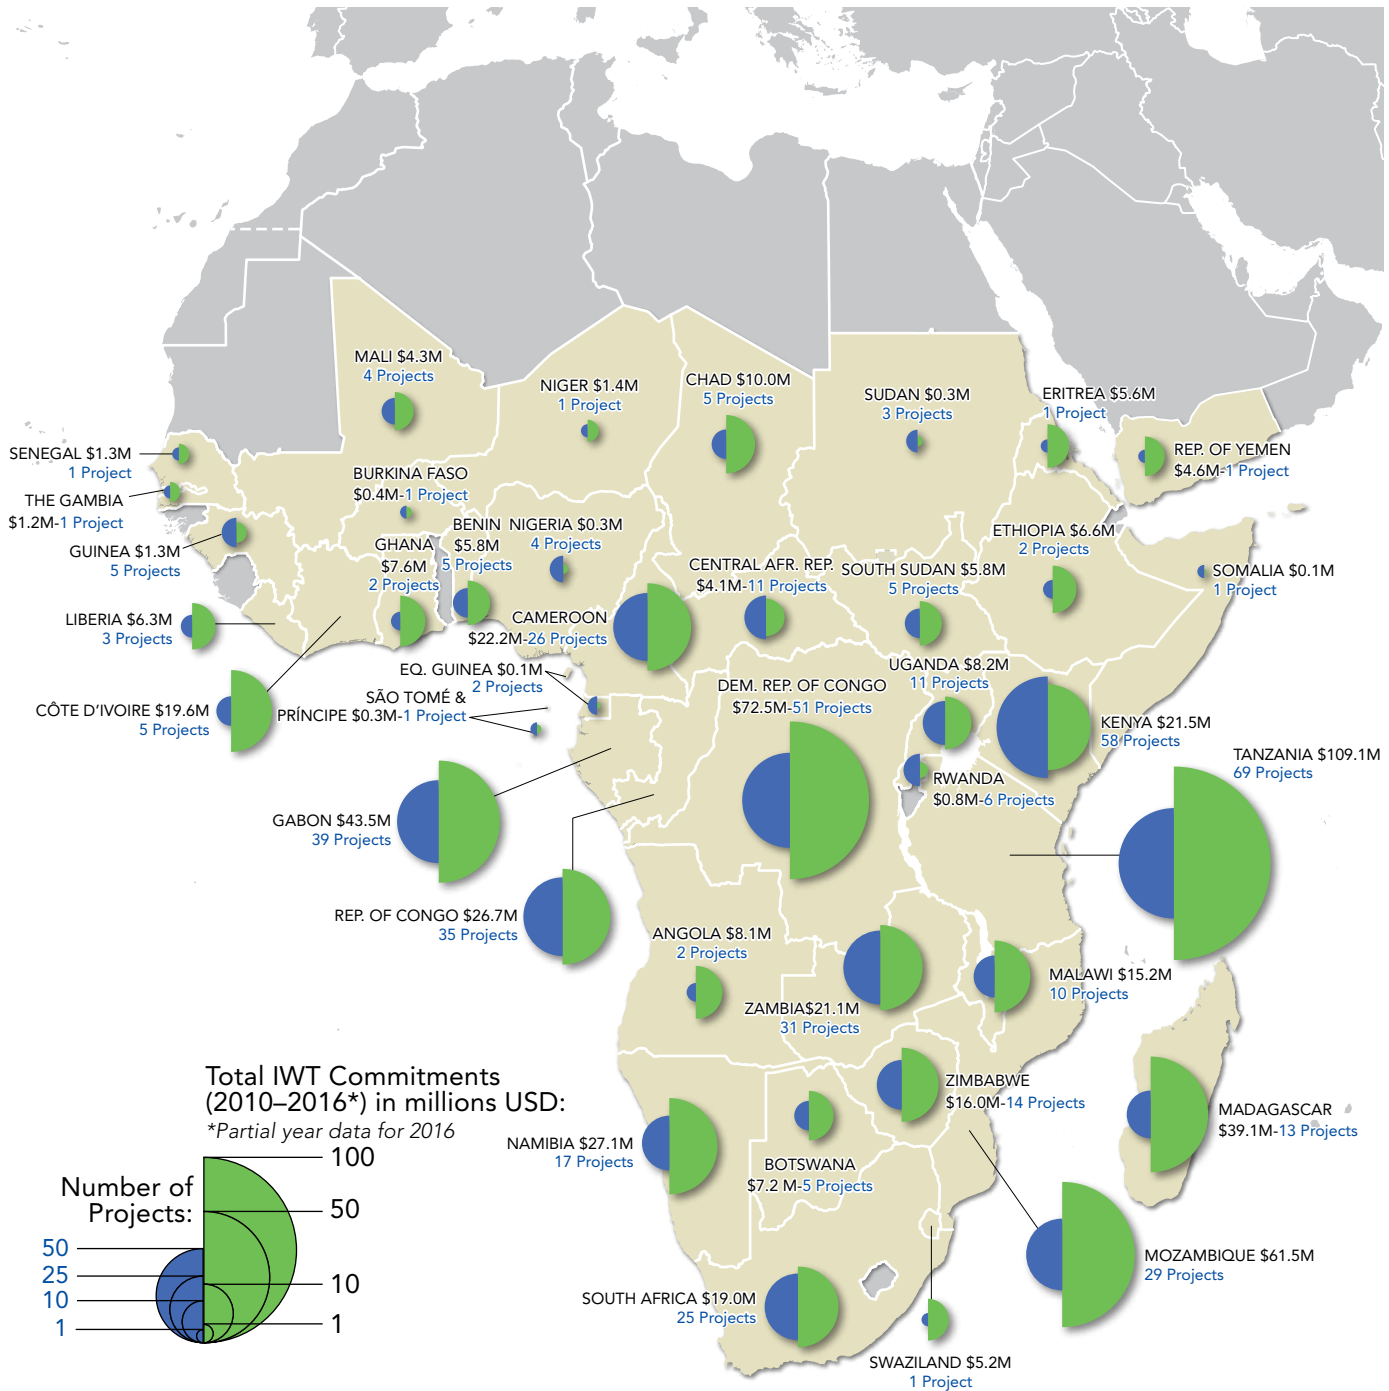 MALI $4.3M
4 Projects
NIGER $1.4M
1 Project
CHAD $10.0M
5 Projects
SUDAN $0.3M
3 Projects
ERITREA $5.6M
1 Project
REP. OF YEMEN
$4.6M-1 Project
SENEGAL $1.3M
1 Project
THE GAMBIA
$1.2M-1 Project
GUINEA $1.3M
5 Projects
BURKINA FASO
$0.4M-1 Project
GHANA
$7.6M
2 Projects
BENIN
$5.8M
5 Projects
NIGERIA $0.3M
4 Projects
CENTRAL AFR. REP.
$4.1M-11 Projects
SOUTH SUDAN $5.8M
5 Projects
ETHIOPIA $6.6M
2 Projects
SOMALIA $0.1M
1 Project
LIBERIA $6.3M
3 Projects
CAMEROON
$22.2M-26 Projects
EQ. GUINEA $0.1M
2 Projects
SÃO TOMÉ &
PRÍNCIPE $0.3M-1 Project
CÔTE D'IVOIRE $19.6M
5 Projects
DEM. REP. OF CONGO
$72.5M-51 Projects
UGANDA $8.2M
11 Projects
KENYA $21.5M
58 Projects
RWANDA
$0.8M-6 Projects
TANZANIA $109.1M
69 Projects
GABON $43.5M
39 Projects
REP. OF CONGO $26.7M
35 Projects
ANGOLA $8.1M
2 Projects
ZAMBIA$21.1M
31 Projects
MALAWI $15.2M
10 Projects
ZIMBABWE
$16.0M-14 Projects
MADAGASCAR
$39.1M-13 Projects
NAMIBIA $27.1M
17 Projects
BOTSWANA
$7.2 M-5 Projects
MOZAMBIQUE $61.5M
29 Projects
SOUTH AFRICA $19.0M
25 Projects
SWAZILAND $5.2M
1 Project
Total IWT Commitments
(2010–2016*) in millions USD:
*Partial year data for 2016
100
50
10
1
Number of
Projects:
50
25
10
1